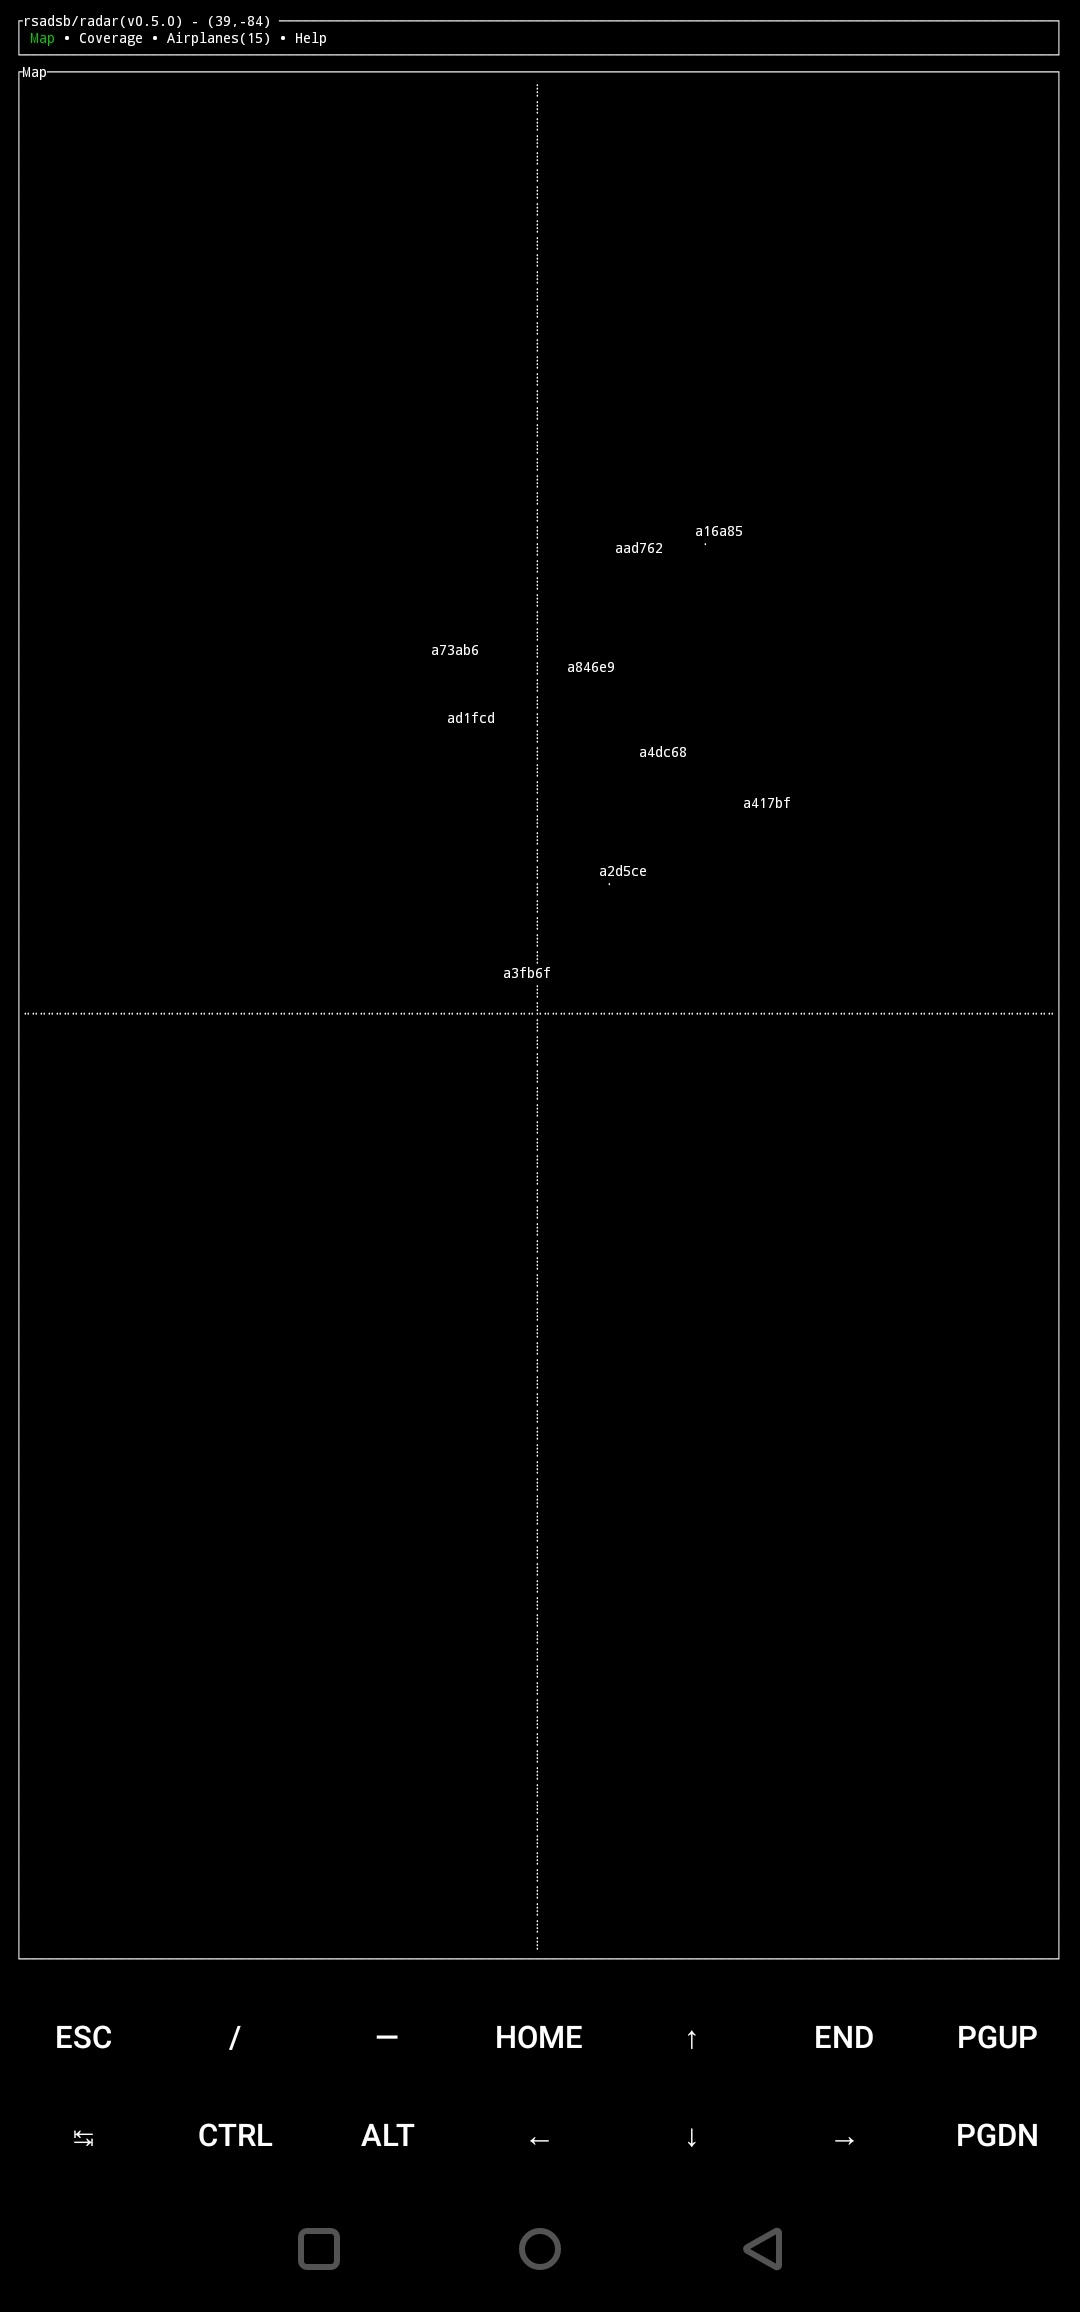 rsadsb/radar(v0.5.0) - (39,-84)
Map • Coverage • Airplanes(15) • Help
Map
a16a85
aad762
a73ab6
a846e9
ad1fcd
a4dc68
a417bf
a2d5ce
a3fb6f
ESC / — HOME ↑ END PGUP
↹ CTRL ALT ← ↓ → PGDN